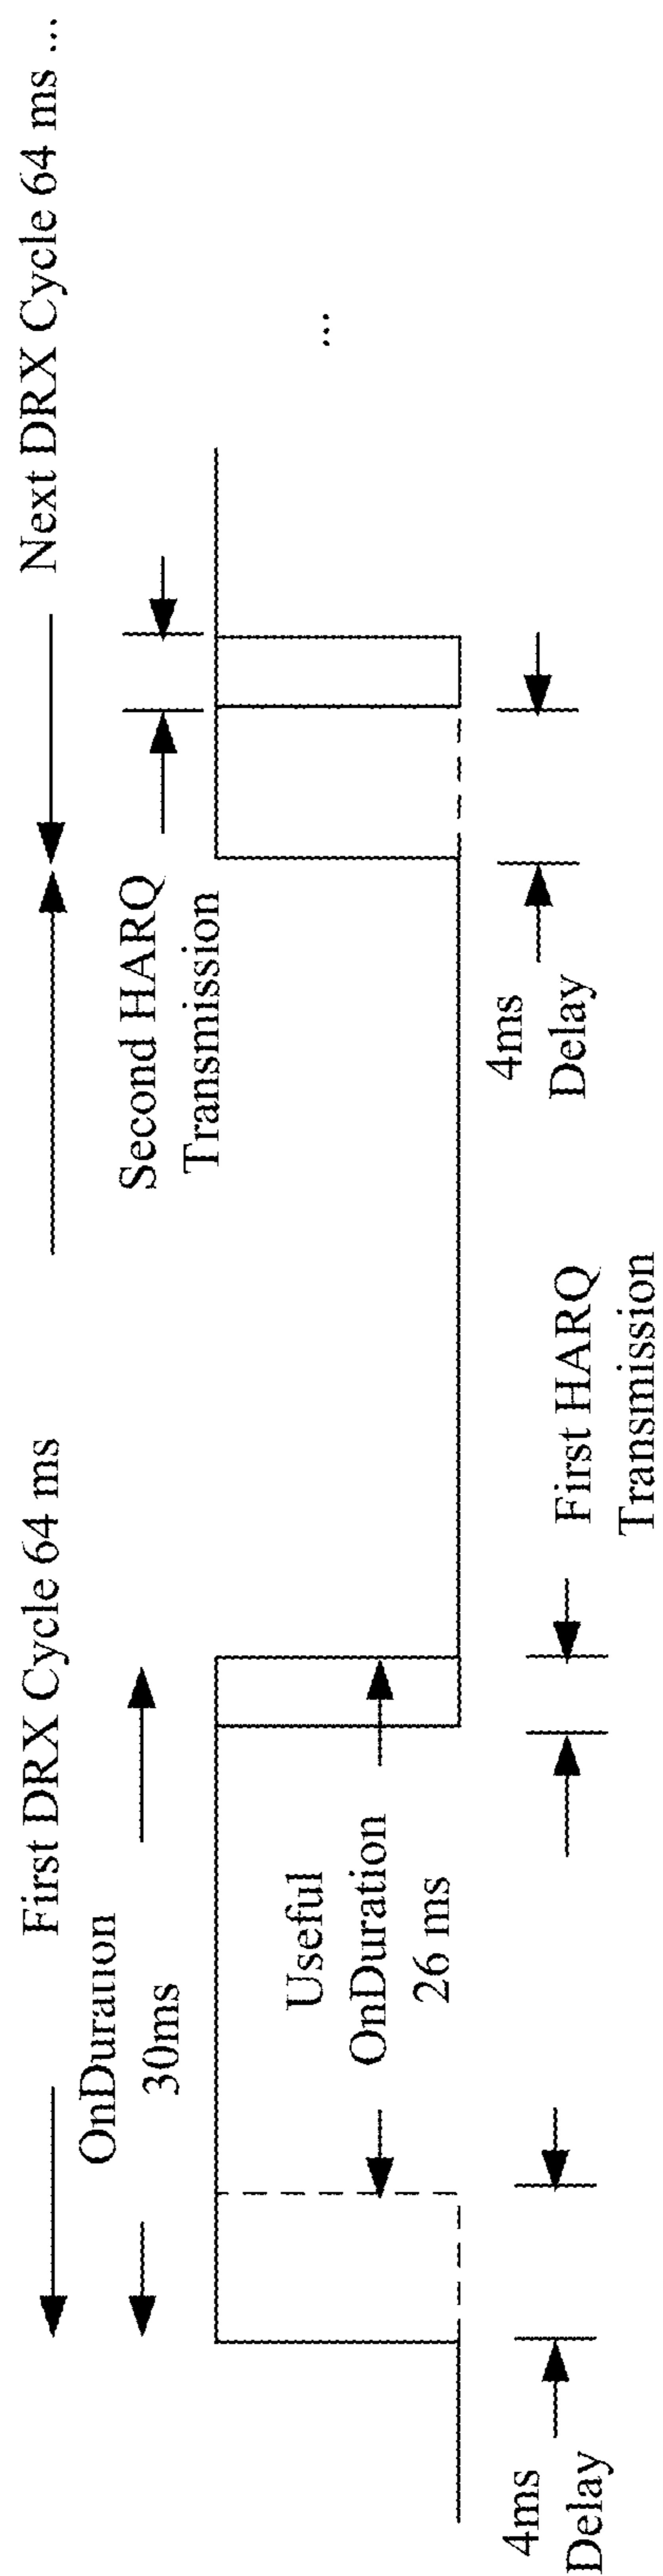 First DRX Cycle 64 ms
Next DRX Cycle 64 ms ...
OnDuration
30ms
Second HARQ
Transmission
Useful
OnDuration
26 ms
...
4ms
Delay
First HARQ
Transmission
4ms
Delay